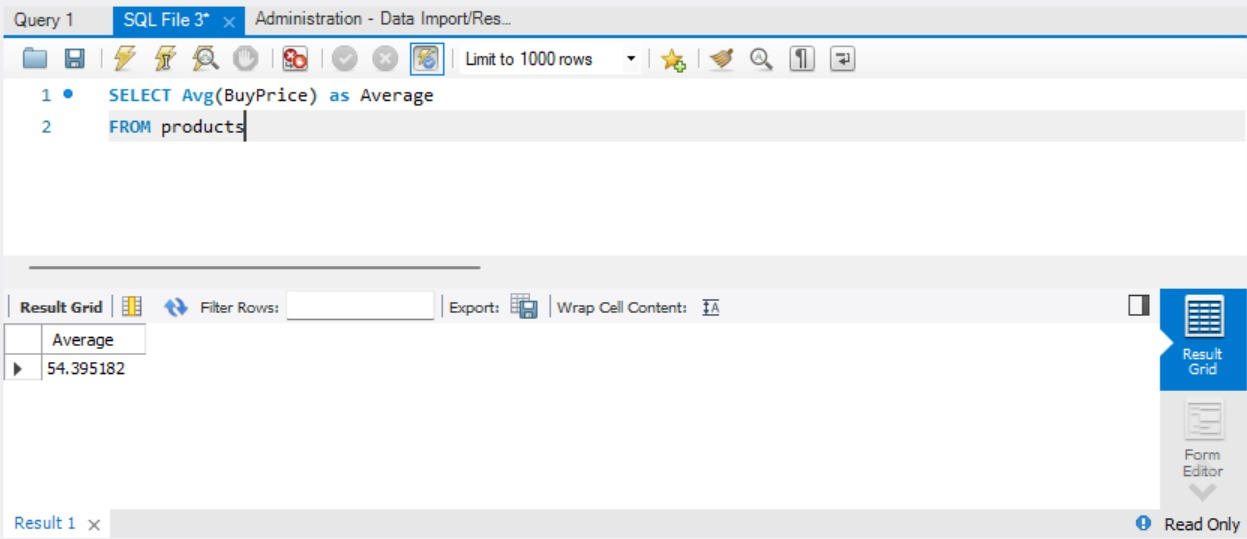 Query 1 SQL File 3* × Administration - Data Import/Res...
Limit to 1000 rows
1 SELECT Avg(BuyPrice) as Average
2 FROM products
Result Grid Filter Rows: Export: Wrap Cell Content: IA
Average
54.395182
Result
Grid
Form
Editor
Result 1 × Read Only